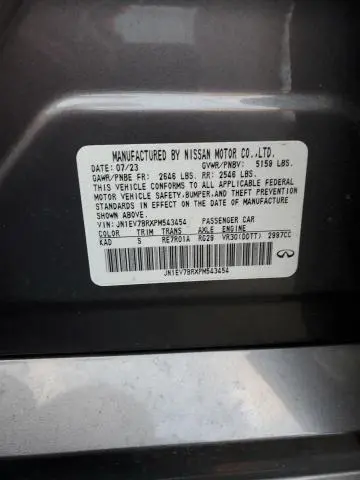 MANUFACTURED BY NISSAN MOTOR CO.,LTD.
DATE: 07/23 GVWR/PNBV: 5159 LBS.
GAWR/PNBE FR: 2646 LBS. RR: 2546 LBS.
THIS VEHICLE CONFORMS TO ALL APPLICABLE FEDERAL
MOTOR VEHICLE SAFETY,BUMPER,AND THEFT PREVENTION
STANDARDS IN EFFECT ON THE DATE OF MANUFACTURE
SHOWN ABOVE.
VIN: JN1EV7BRXPM543454 PASSENGER CAR
COLOR TRIM TRANS AXLE ENGINE
KAD S RE7R01A RG29 VR30(DDTT) 2997CC
JN1EV7BRXPM543454